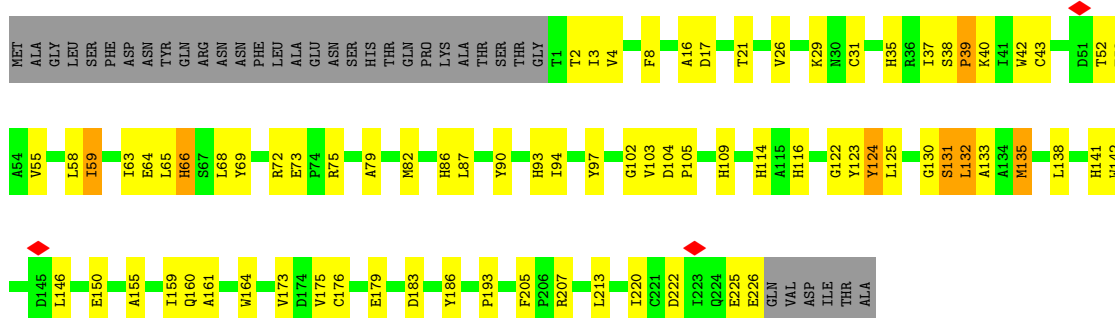 MET ALA GLY LEU SER PHE ASP ASN TYR GLN ARG ASN ASN PHE LEU ALA GLU ASN SER HIS THR GLN PRO LYS ALA THR SER THR GLY T1 T2 I3 V4 F8 A16 D17 T21 V26 K29 N30 C31 H35 R36 I37 S38 P39 K40 I41 W42 C43 D51 T52
A54 V55 L58 I59 I63 E64 L65 H66 S67 L68 Y69 R72 E73 P74 R75 A79 M82 H86 L87 Y90 H93 I94 Y97 G102 V103 D104 P105 H109 H114 A115 H116 G122 Y123 Y124 L125 G130 S131 L132 A133 A134 M135 L138 H141
D145 L146 E150 A155 I159 Q160 A161 W164 V173 D174 V175 C176 E179 D183 Y186 P193 F205 P206 R207 L213 I220 C221 D222 I223 Q224 E225 E226 GLN VAL ASP ILE THR ALA